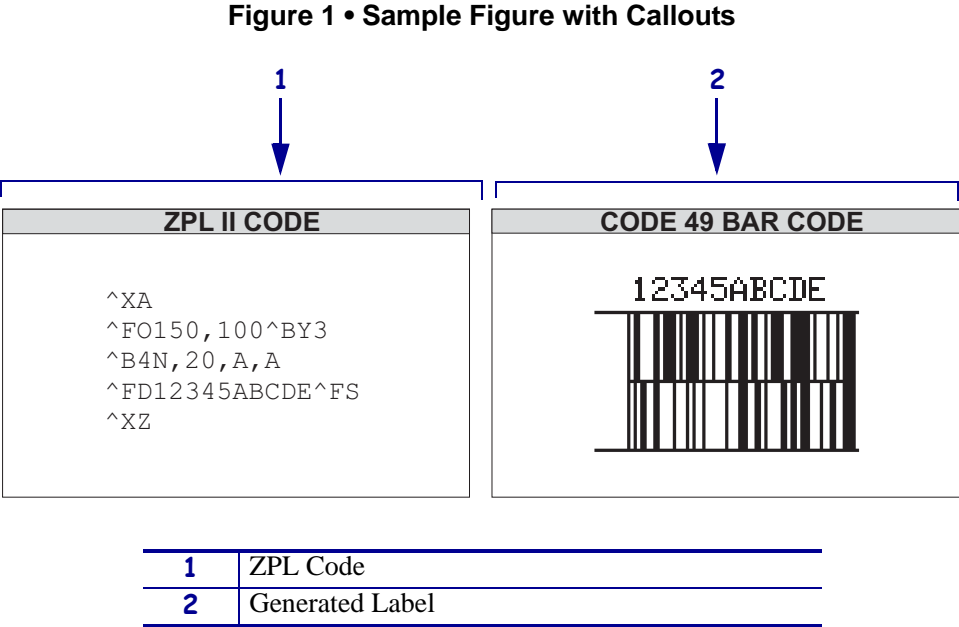 Figure 1 • Sample Figure with Callouts
1
2
ZPL II CODE
^XA
^FO150,100^BY3
^B4N,20,A,A
^FD12345ABCDE^FS
^XZ
CODE 49 BAR CODE
12345ABCDE
1 ZPL Code
2 Generated Label